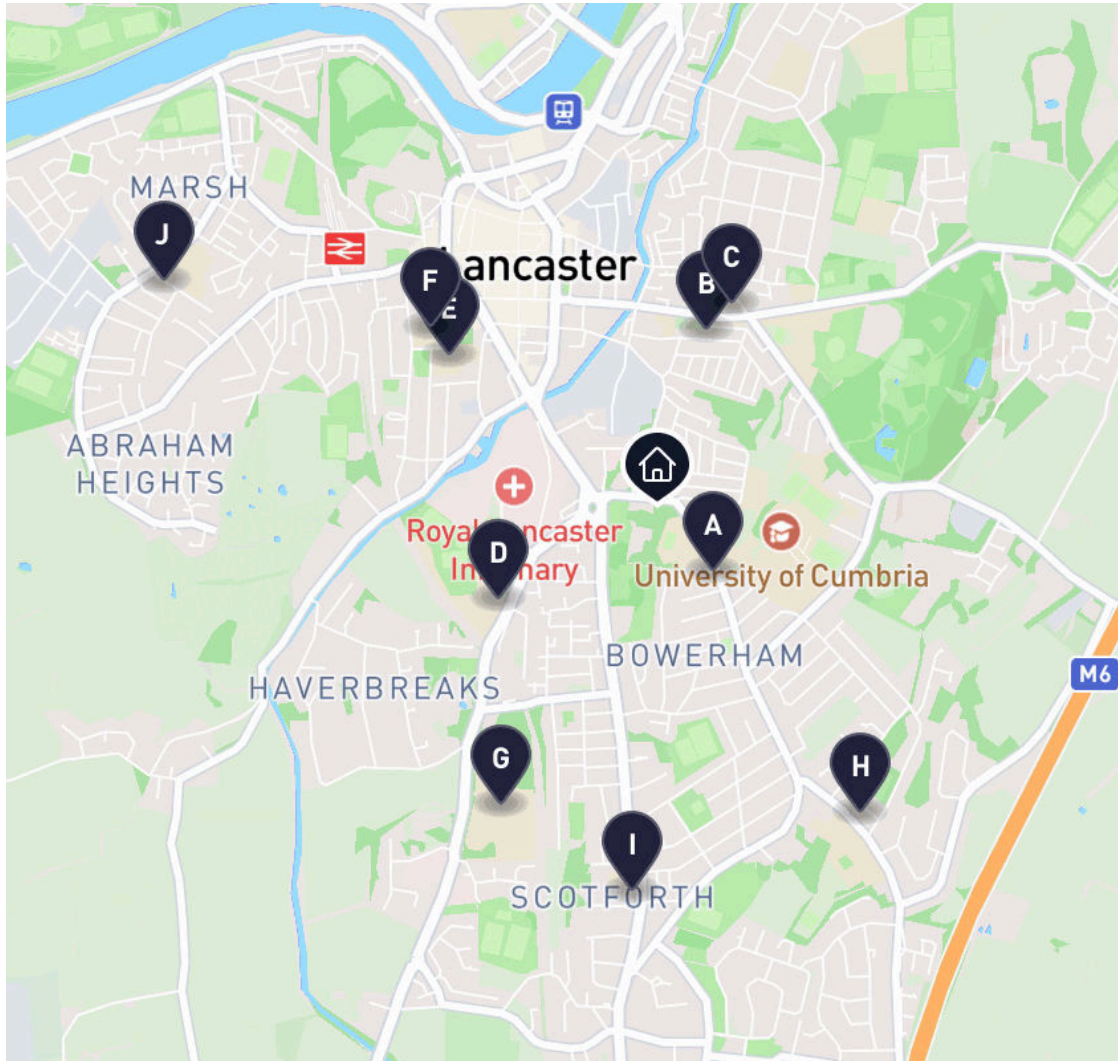 MARSH
J
Lancaster
F
E
C
B
ABRAHAM
HEIGHTS
Royal Lancaster
Infirmary
D
A
University of Cumbria
BOWERHAM
HAVERBREAKS
M6
G
H
I
SCOTFORTH